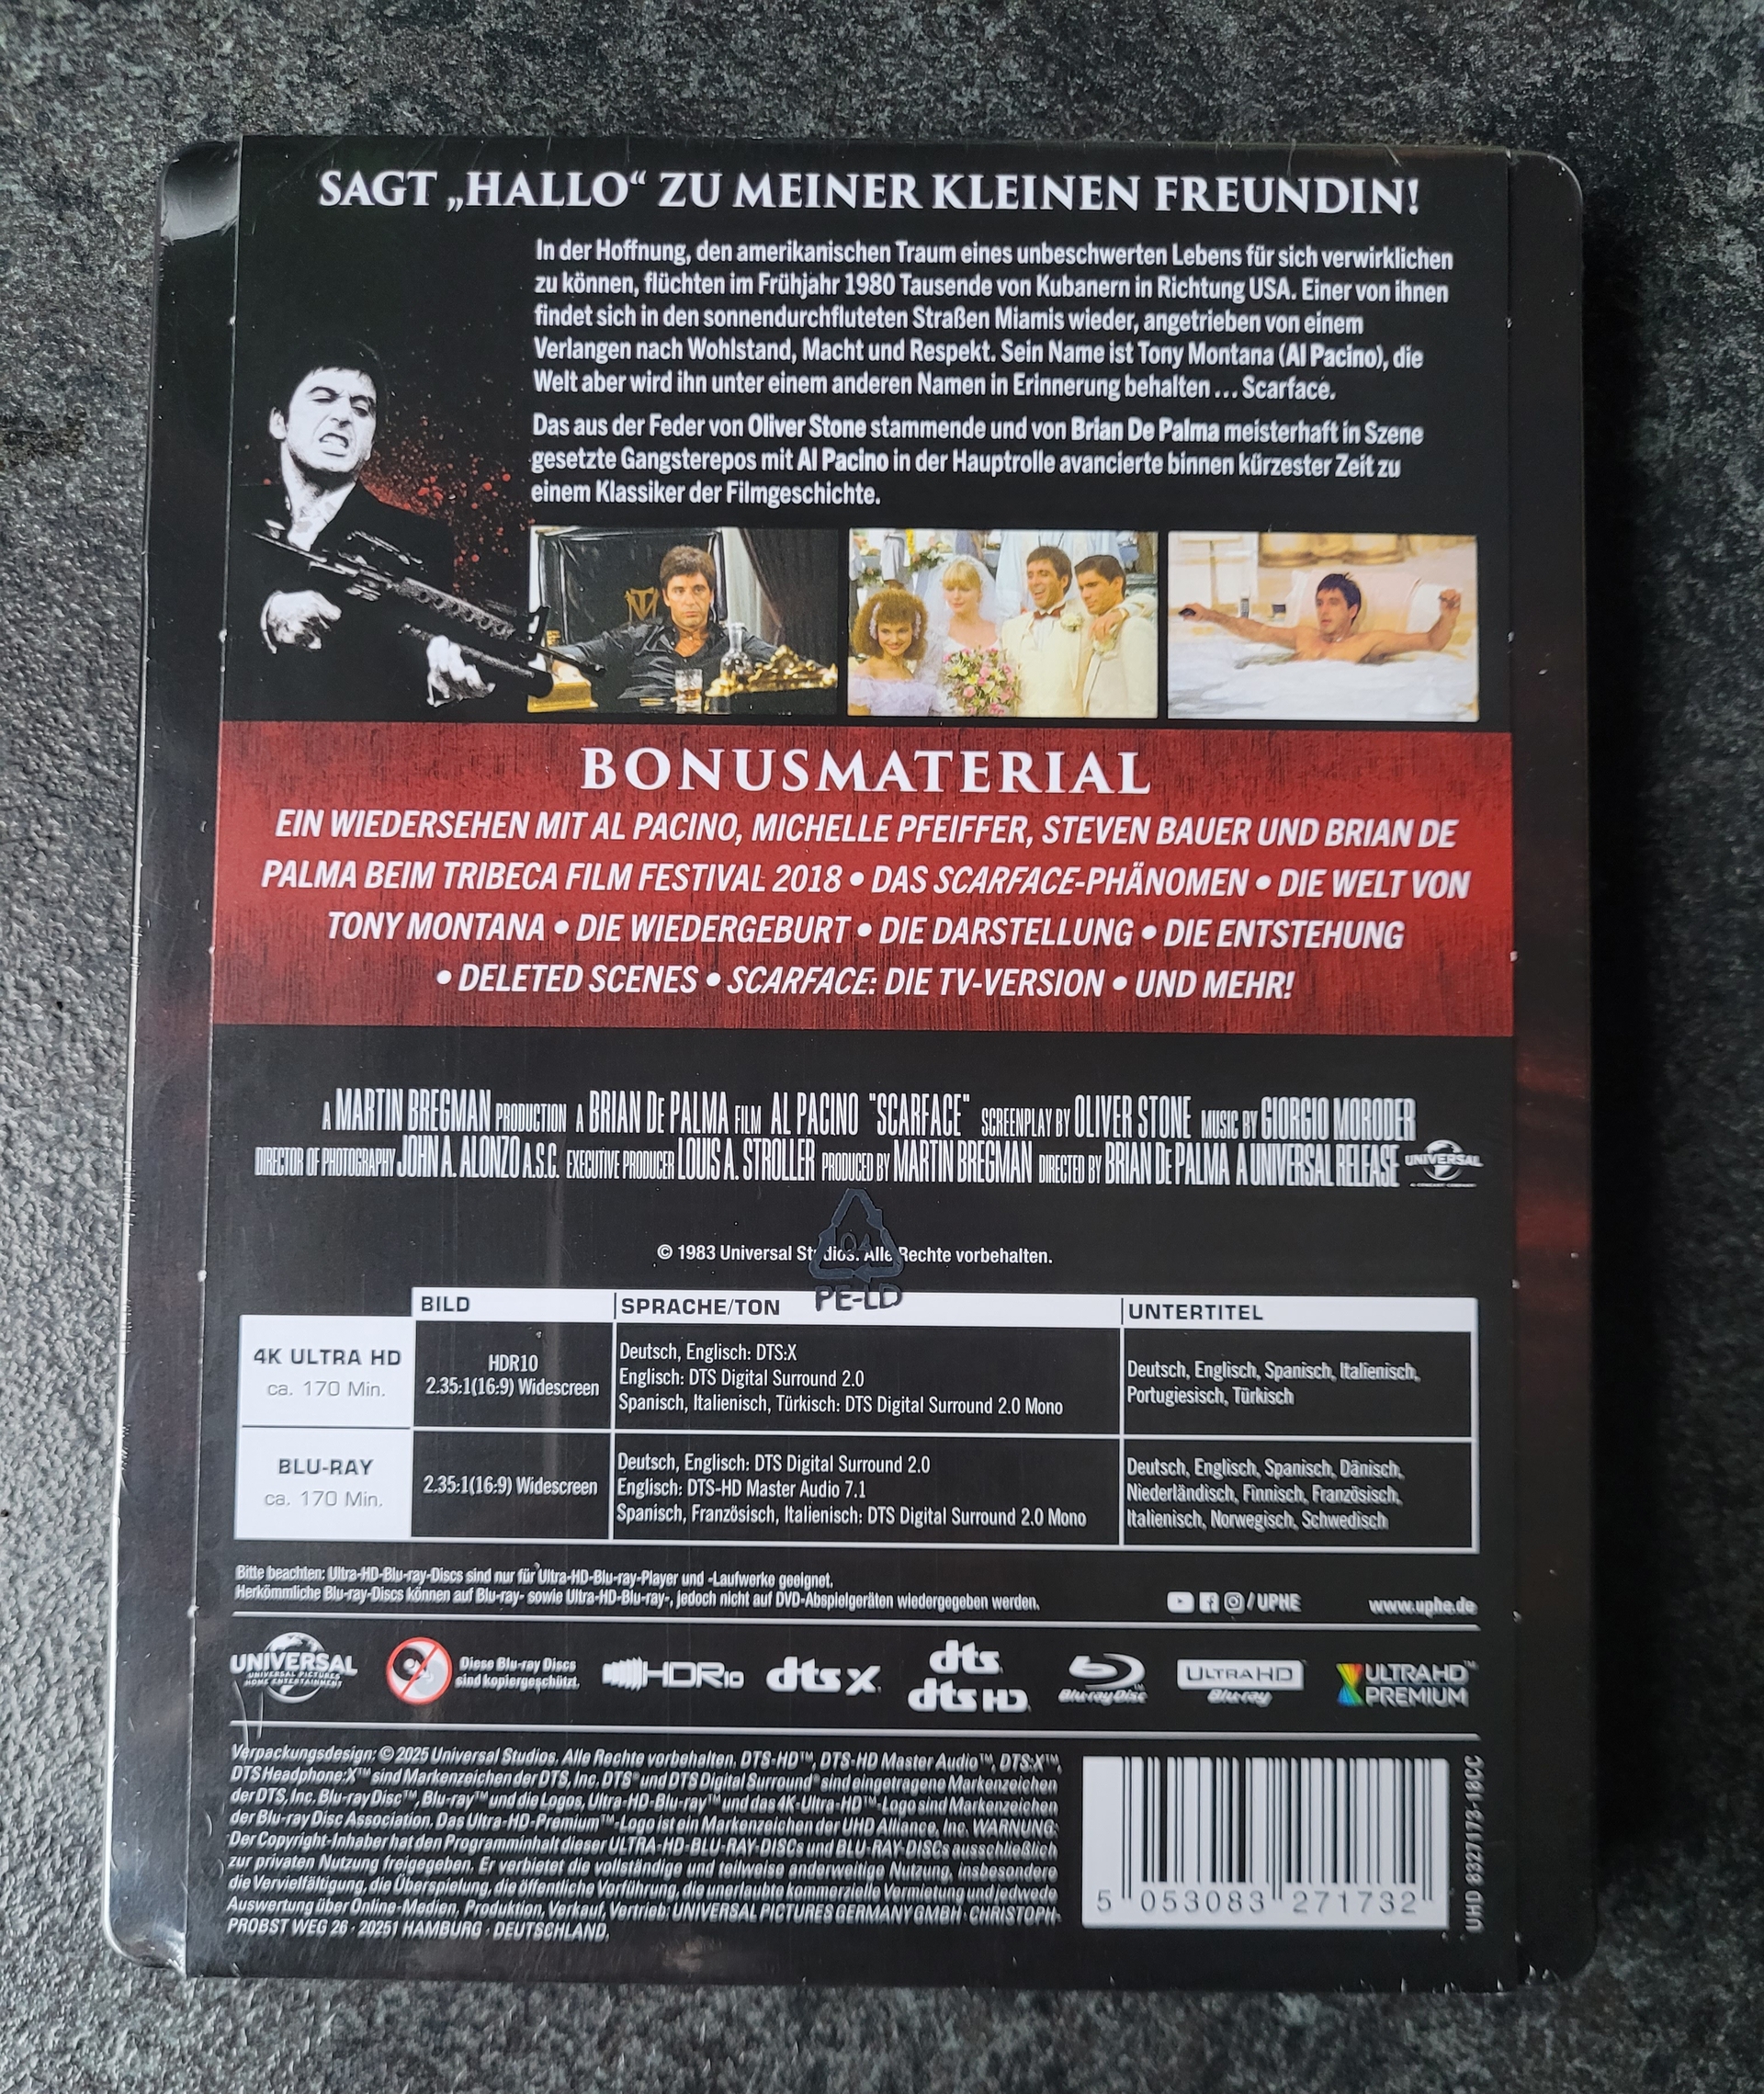 SAGT „HALLO“ ZU MEINER KLEINEN FREUNDIN!
In der Hoffnung, den amerikanischen Traum eines unbeschwerten Lebens für sich verwirklichen
zu können, flüchten im Frühjahr 1980 Tausende von Kubanern in Richtung USA. Einer von ihnen
findet sich in den sonnendurchfluteten Straßen Miamis wieder, angetrieben von einem
Verlangen nach Wohlstand, Macht und Respekt. Sein Name ist Tony Montana (Al Pacino), die
Welt aber wird ihn unter einem anderen Namen in Erinnerung behalten ... Scarface.
Das aus der Feder von Oliver Stone stammende und von Brian De Palma meisterhaft in Szene
gesetzte Gangsterepos mit Al Pacino in der Hauptrolle avancierte binnen kürzester Zeit zu
einem Klassiker der Filmgeschichte.
BONUSMATERIAL
EIN WIEDERSEHEN MIT AL PACINO, MICHELLE PFEIFFER, STEVEN BAUER UND BRIAN DE
PALMA BEIM TRIBECA FILM FESTIVAL 2018 • DAS SCARFACE-PHÄNOMEN • DIE WELT VON
TONY MONTANA • DIE WIEDERGEBURT • DIE DARSTELLUNG • DIE ENTSTEHUNG
• DELETED SCENES • SCARFACE: DIE TV-VERSION • UND MEHR!
A MARTIN BREGMAN PRODUCTION A BRIAN DE PALMA FILM AL PACINO "SCARFACE" SCREENPLAY BY OLIVER STONE MUSIC BY GIORGIO MORODER
DIRECTOR OF PHOTOGRAPHY JOHN A. ALONZO A.S.C. EXECUTIVE PRODUCER LOUIS A. STROLLER PRODUCED BY MARTIN BREGMAN DIRECTED BY BRIAN DE PALMA A UNIVERSAL RELEASE UNIVERSAL
© 1983 Universal Studios. Alle Rechte vorbehalten.
04
PE-LD
BILD SPRACHE/TON UNTERTITEL
4K ULTRA HD
ca. 170 Min.
HDR10
2.35:1(16:9) Widescreen
Deutsch, Englisch: DTS:X
Englisch: DTS Digital Surround 2.0
Spanisch, Italienisch, Türkisch: DTS Digital Surround 2.0 Mono
Deutsch, Englisch, Spanisch, Italienisch,
Portugiesisch, Türkisch
BLU-RAY
ca. 170 Min.
2.35:1(16:9) Widescreen
Deutsch, Englisch: DTS Digital Surround 2.0
Englisch: DTS-HD Master Audio 7.1
Spanisch, Französisch, Italienisch: DTS Digital Surround 2.0 Mono
Deutsch, Englisch, Spanisch, Dänisch,
Niederländisch, Finnisch, Französisch,
Italienisch, Norwegisch, Schwedisch
Bitte beachten: Ultra-HD-Blu-ray-Discs sind nur für Ultra-HD-Blu-ray-Player und -Laufwerke geeignet.
Herkömmliche Blu-ray-Discs können auf Blu-ray- sowie Ultra-HD-Blu-ray-, jedoch nicht auf DVD-Abspielgeräten wiedergegeben werden.
/UPHE www.uphe.de
UNIVERSAL
UNIVERSAL PICTURES
HOME ENTERTAINMENT
Diese Blu-ray Discs
sind kopiergeschützt.
HDR10
dts X
dts
dts HD
Blu-ray Disc™
ULTRA HD
Blu-ray
ULTRA HD™
PREMIUM
Verpackungsdesign: © 2025 Universal Studios. Alle Rechte vorbehalten. DTS-HD™, DTS-HD Master Audio™, DTS:X™,
DTS Headphone:X™ sind Markenzeichen der DTS, Inc. DTS® und DTS Digital Surround® sind eingetragene Markenzeichen
der DTS, Inc. Blu-ray Disc™, Blu-ray™ und die Logos, Ultra-HD-Blu-ray™ und das 4K-Ultra-HD™-Logo sind Markenzeichen
der Blu-ray Disc Association. Das Ultra-HD-Premium™-Logo ist ein Markenzeichen der UHD Alliance, Inc. WARNUNG:
Der Copyright-Inhaber hat den Programminhalt dieser ULTRA-HD-BLU-RAY-DISCs und BLU-RAY-DISCs ausschließlich
zur privaten Nutzung freigegeben. Er verbietet die vollständige und teilweise anderweitige Nutzung, insbesondere
die Vervielfältigung, die Überspielung, die öffentliche Vorführung, die unerlaubte kommerzielle Vermietung und jedwede
Auswertung über Online-Medien. Produktion, Verkauf, Vertrieb: UNIVERSAL PICTURES GERMANY GMBH · CHRISTOPH-
PROBST WEG 26 · 20251 HAMBURG · DEUTSCHLAND.
5 053083 271732
UHD 8327173-18CC